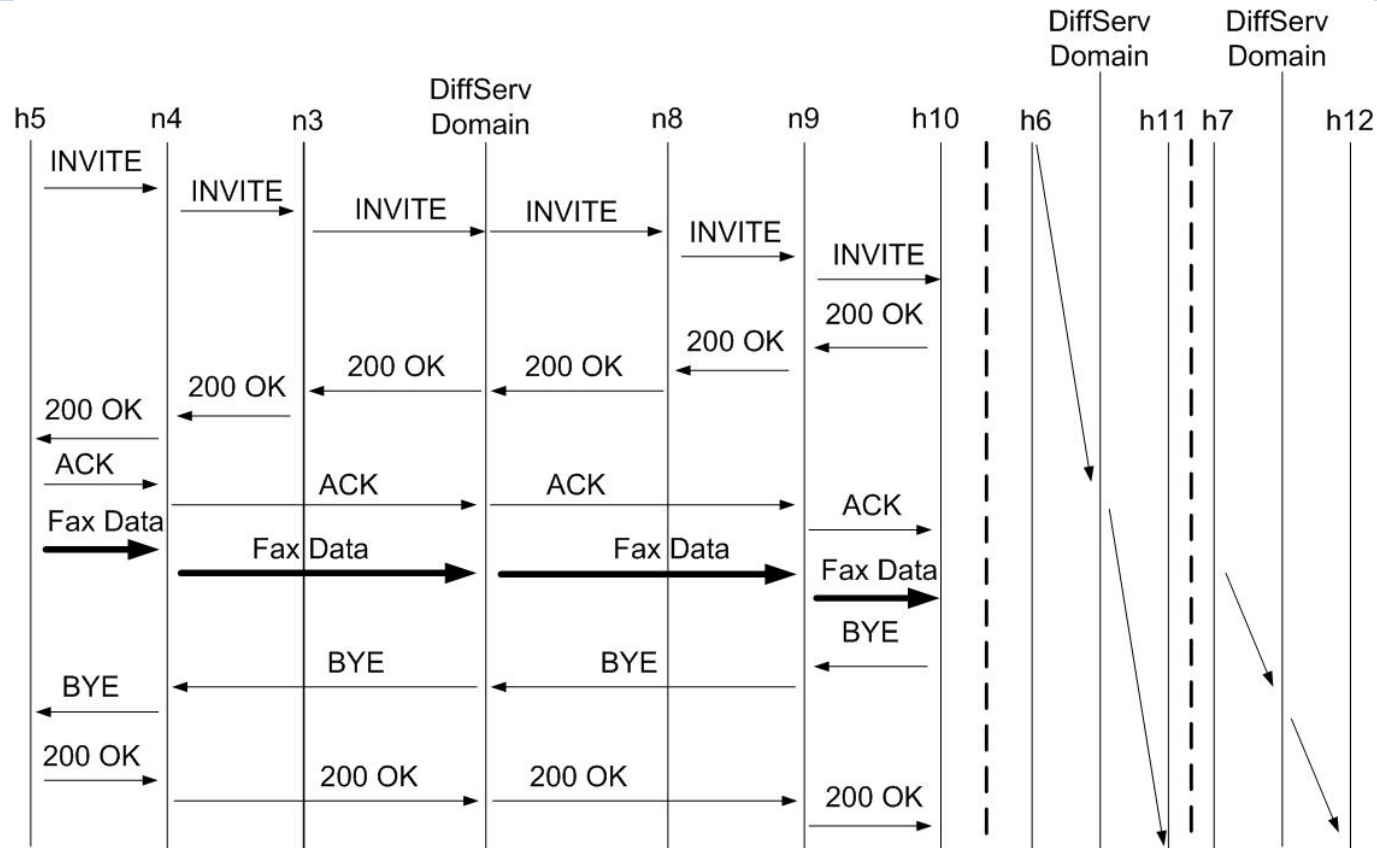 DiffServ
Domain
DiffServ
Domain
h5
n4
n3
DiffServ
Domain
n8
n9
h10
h6
h11
h7
h12
INVITE
INVITE
INVITE
INVITE
INVITE
INVITE
200 OK
200 OK
200 OK
200 OK
200 OK
200 OK
ACK
ACK
ACK
ACK
Fax Data
Fax Data
Fax Data
Fax Data
BYE
BYE
BYE
BYE
200 OK
200 OK
200 OK
200 OK